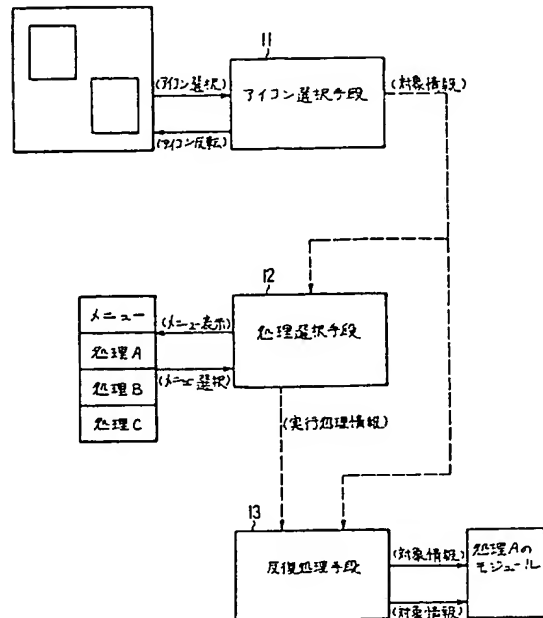 11
(アイコン選択)
アイコン選択手段
(対象情報)
(アイコン反転)
12
メニュー
(メニュー表示)
処理選択手段
処理A
処理B
(メニュー選択)
処理C
(実行処理情報)
13
反復処理手段
(対象情報)
処理Aの
モジュール
(対象情報)